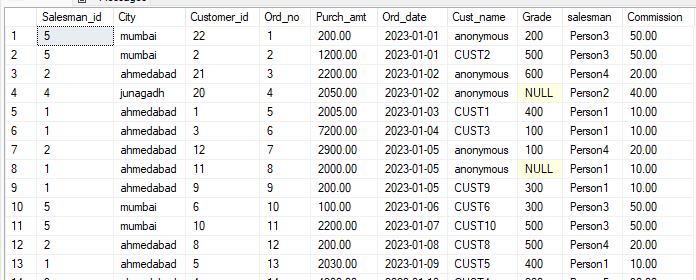 Salesman_id City Customer_id Ord_no Purch_amt Ord_date Cust_name Grade salesman Commission
1 5 mumbai 22 1 200.00 2023-01-01 anonymous 200 Person3 50.00
2 5 mumbai 2 2 1200.00 2023-01-01 CUST2 500 Person3 50.00
3 2 ahmedabad 21 3 2200.00 2023-01-02 anonymous 600 Person4 20.00
4 4 junagadh 20 4 2050.00 2023-01-02 anonymous NULL Person2 40.00
5 1 ahmedabad 1 5 2005.00 2023-01-03 CUST1 400 Person1 10.00
6 1 ahmedabad 3 6 7200.00 2023-01-04 CUST3 100 Person1 10.00
7 2 ahmedabad 12 7 2900.00 2023-01-05 anonymous 100 Person4 20.00
8 1 ahmedabad 11 8 2000.00 2023-01-05 anonymous NULL Person1 10.00
9 1 ahmedabad 9 9 200.00 2023-01-05 CUST9 300 Person1 10.00
10 5 mumbai 6 10 100.00 2023-01-06 CUST6 300 Person3 50.00
11 5 mumbai 10 11 2200.00 2023-01-07 CUST10 500 Person3 50.00
12 2 ahmedabad 8 12 200.00 2023-01-08 CUST8 500 Person4 20.00
13 1 ahmedabad 5 13 2030.00 2023-01-09 CUST5 400 Person1 10.00